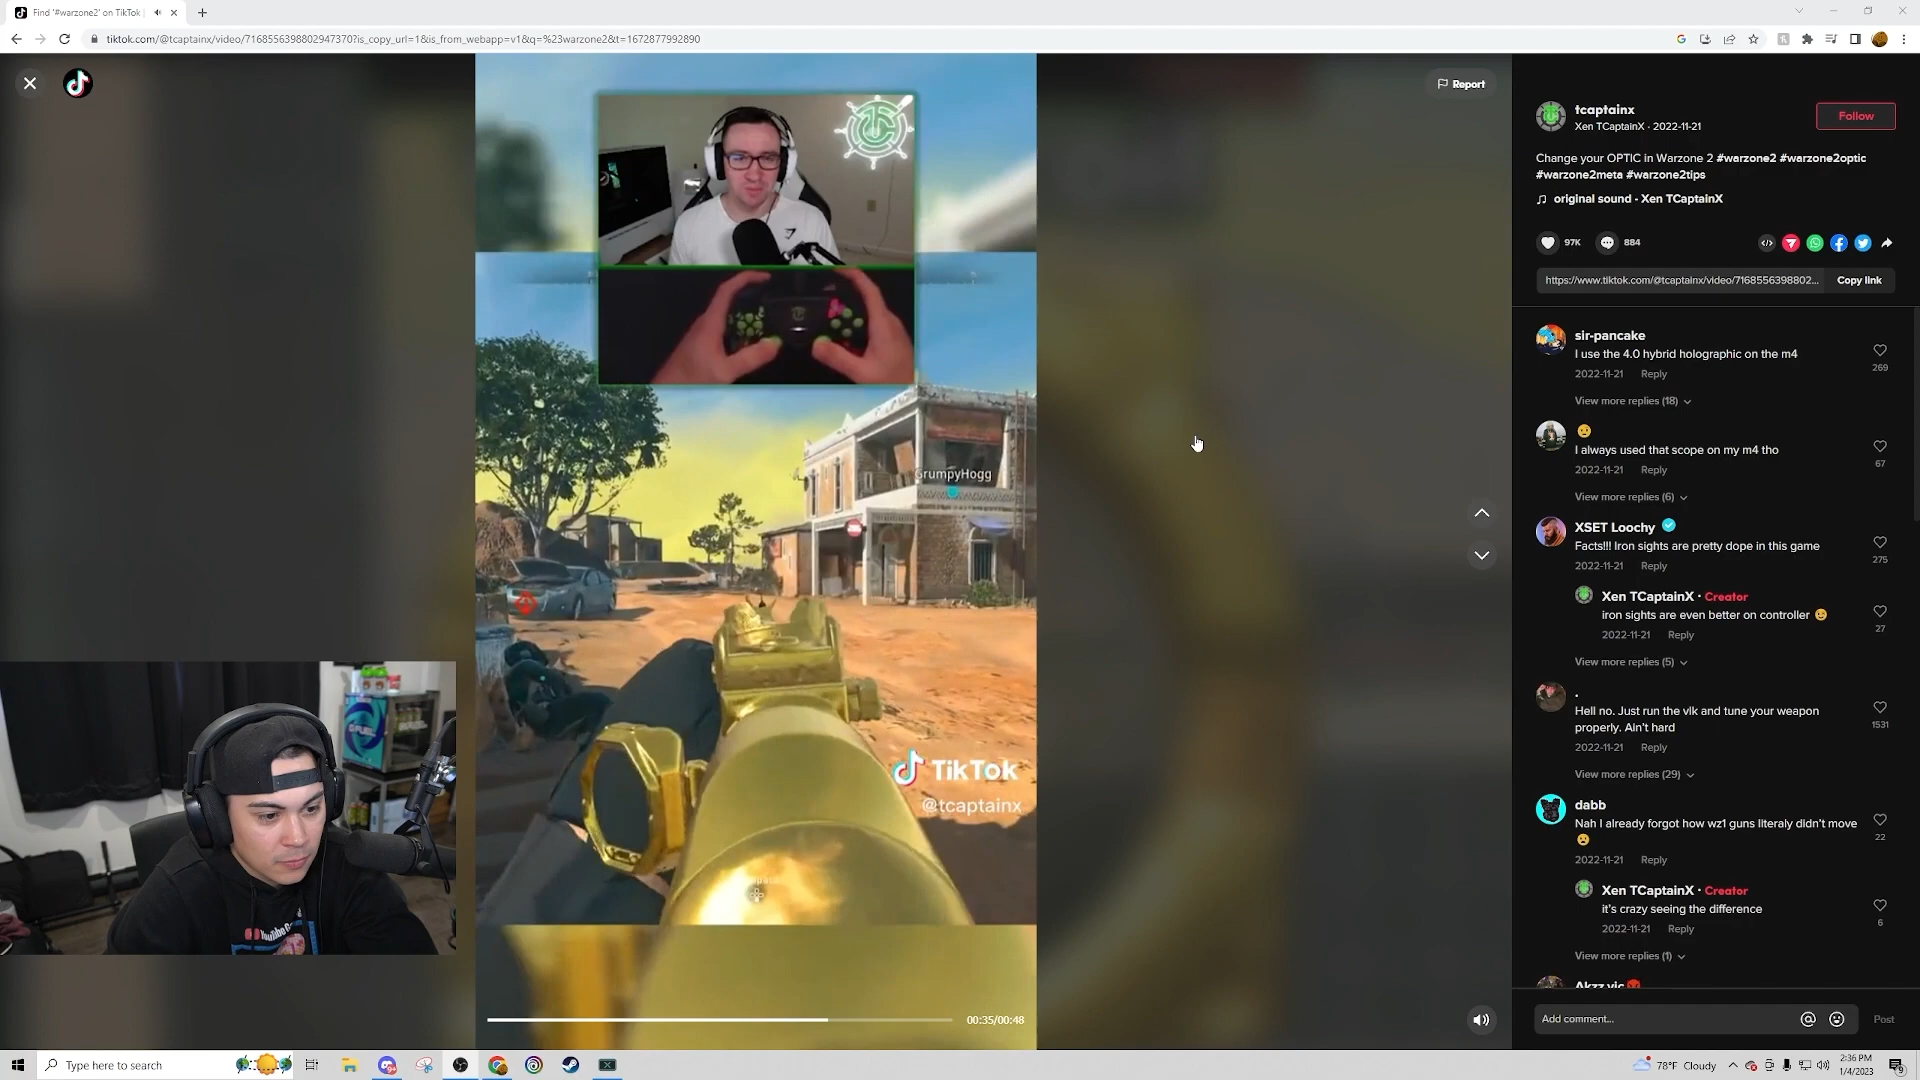 Find '#warzone2' on TikTok |
tiktok.com/@tcaptainx/video/7168556398802947370?is_copy_url=1&is_from_webapp=v1&q=%23warzone2&t=1672877992890
Report
GrumpyHogg
TikTok
@tcaptainx
00:35/00:48
tcaptainx
Xen TCaptainX · 2022-11-21
Follow
Change your OPTIC in Warzone 2 #warzone2 #warzone2optic
#warzone2meta #warzone2tips
original sound - Xen TCaptainX
97K
884
https://www.tiktok.com/@tcaptainx/video/7168556398802...
Copy link
sir-pancake
I use the 4.0 hybrid holographic on the m4
2022-11-21 Reply
269
View more replies (18)
😟
I always used that scope on my m4 tho
2022-11-21 Reply
67
View more replies (6)
XSET Loochy
Facts!!! Iron sights are pretty dope in this game
2022-11-21 Reply
275
Xen TCaptainX · Creator
iron sights are even better on controller 😉
2022-11-21 Reply
27
View more replies (5)
.
Hell no. Just run the vlk and tune your weapon
properly. Ain't hard
2022-11-21 Reply
1531
View more replies (29)
dabb
Nah I already forgot how wz1 guns literaly didn't move
😦
2022-11-21 Reply
22
Xen TCaptainX · Creator
it's crazy seeing the difference
2022-11-21 Reply
6
View more replies (1)
Akzz.vic
Add comment...
Post
YouTube
Type here to search
78°F Cloudy
2:36 PM
1/4/2023